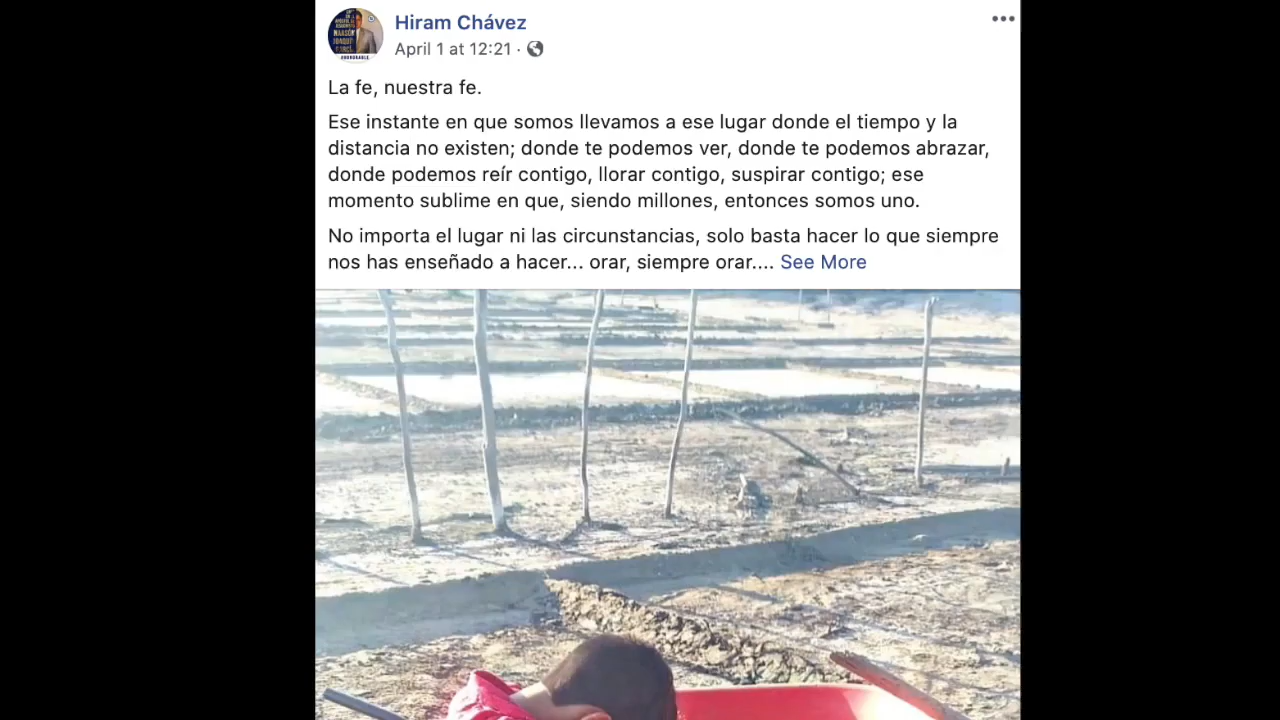 Hiram Chávez
April 1 at 12:21 ·
La fe, nuestra fe.
Ese instante en que somos llevamos a ese lugar donde el tiempo y la
distancia no existen; donde te podemos ver, donde te podemos abrazar,
donde podemos reír contigo, llorar contigo, suspirar contigo; ese
momento sublime en que, siendo millones, entonces somos uno.
No importa el lugar ni las circunstancias, solo basta hacer lo que siempre
nos has enseñado a hacer... orar, siempre orar.... See More